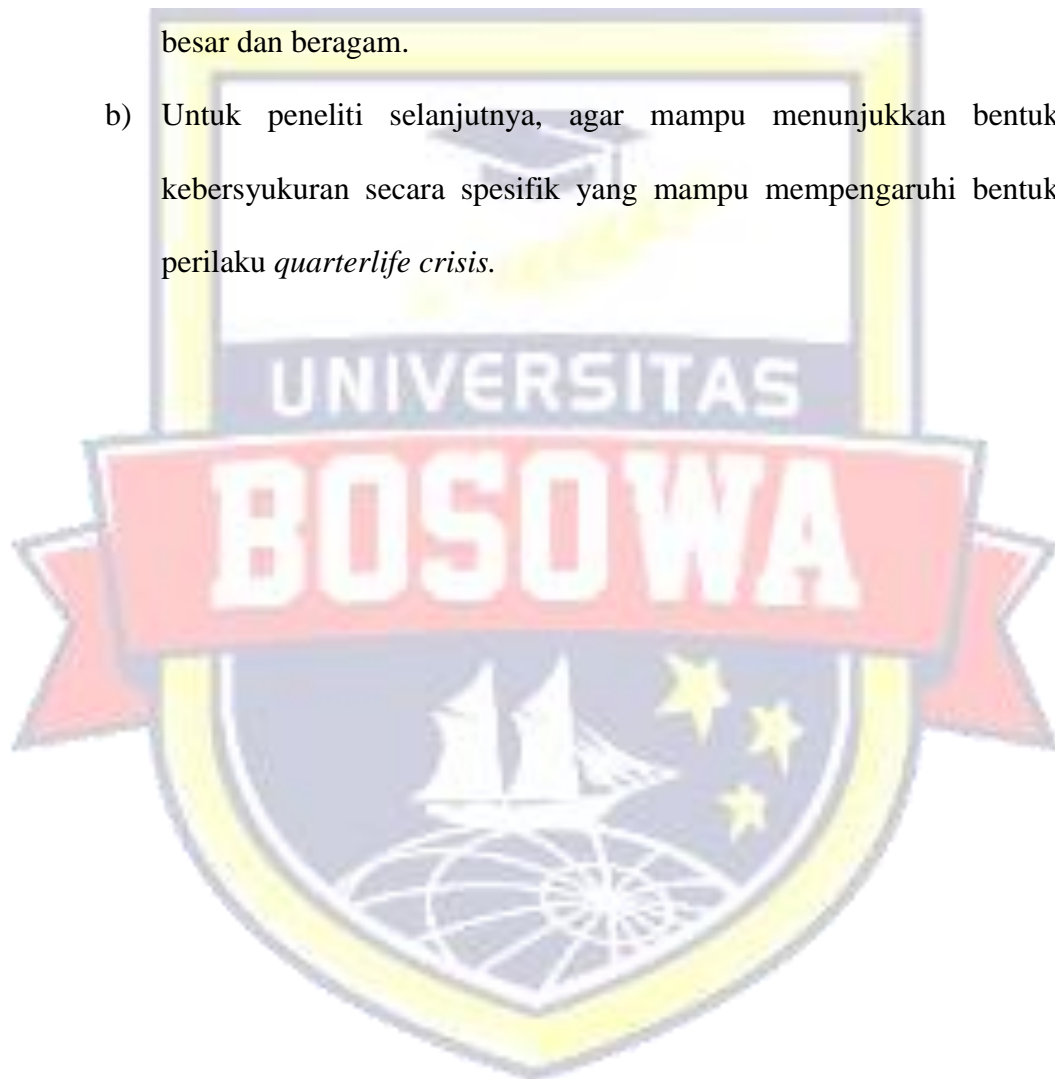 besar dan beragam.
b) Untuk peneliti selanjutnya, agar mampu menunjukkan bentuk
kebersyukuran secara spesifik yang mampu mempengaruhi bentuk
perilaku quarterlife crisis.
UNIVERSITAS
BOSOWA